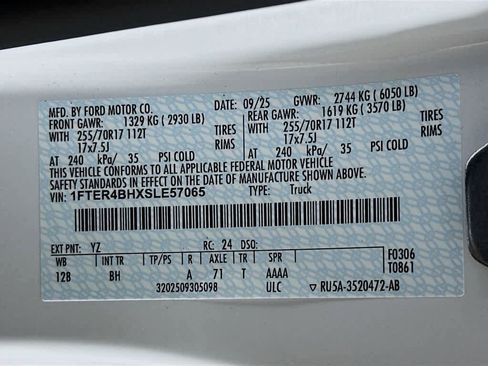 MFD. BY FORD MOTOR CO. 09/25 GVWR: 2744 KG ( 6050 LB)
FRONT GAWR: 1329 KG ( 2930 LB) REAR GAWR: 1619 KG ( 3570 LB)
WITH 255/70R17 112T TIRES WITH 255/70R17 112T TIRES
17x7.5J RIMS 17x7.5J RIMS
AT 240 kPa/ 35 PSI COLD AT 240 kPa/ 35 PSI COLD
THIS VEHICLE CONFORMS TO ALL APPLICABLE FEDERAL MOTOR VEHICLE
SAFETY, BUMPER, AND THEFT PREVENTION STANDARDS IN EFFECT ON THE DATE OF MANUFACTURE SHOWN ABOVE.
VIN: 1FTER4BHXSLE57065 TYPE: Truck
EXT PNT: YZ RC: 24 DSO: F0306
WB INT TR TP/PS R AXLE TR SPR T0861
12B BH A 71 T AAAA
3202509305098 ULC ▽ RU5A-3520472-AB